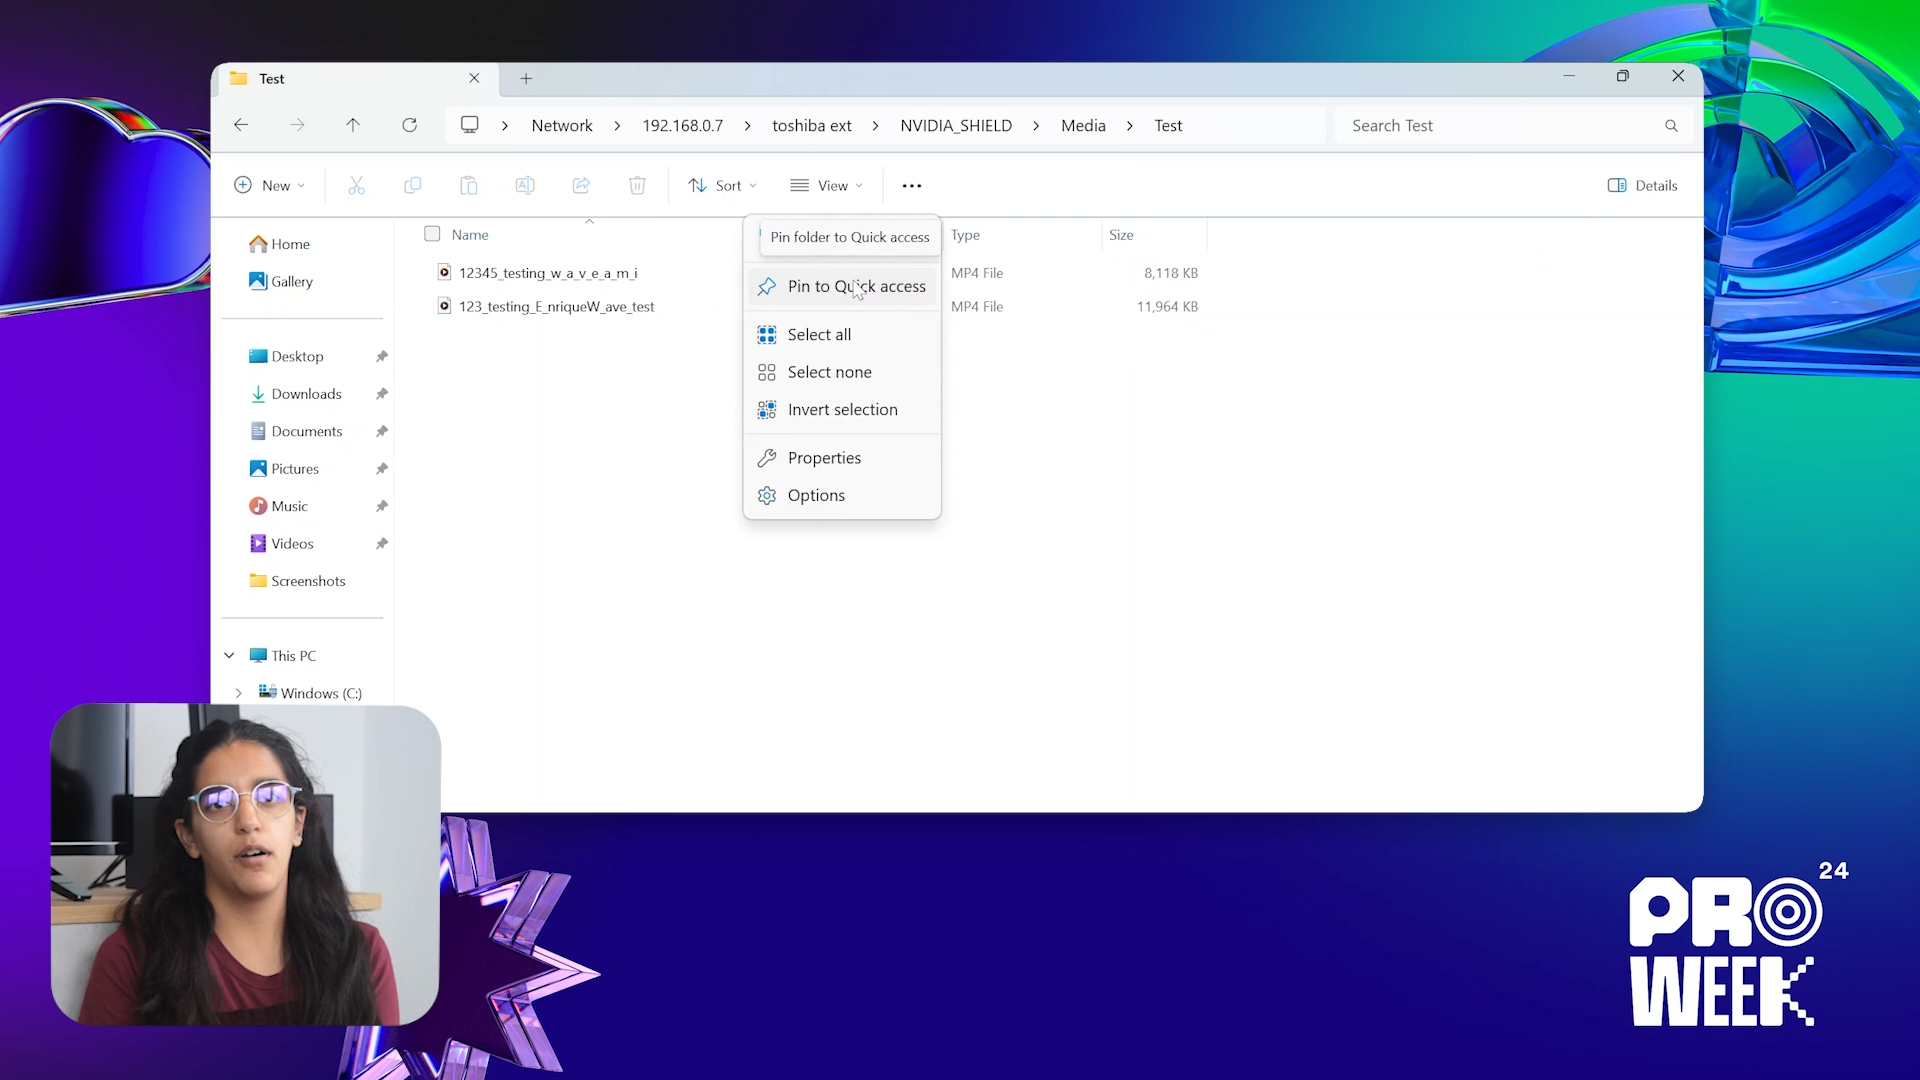 Test
Network > 192.168.0.7 > toshiba ext > NVIDIA_SHIELD > Media > Test
Search Test
New
Sort
View
Details
Home
Gallery
Desktop
Downloads
Documents
Pictures
Music
Videos
Screenshots
This PC
Windows (C:)
Name
Type
Size
12345_testing_w_a_v_e_a_m_i
MP4 File
8,118 KB
123_testing_E_nriqueW_ave_test
MP4 File
11,964 KB
Pin folder to Quick access
Pin to Quick access
Select all
Select none
Invert selection
Properties
Options
PRO 24
WEEK